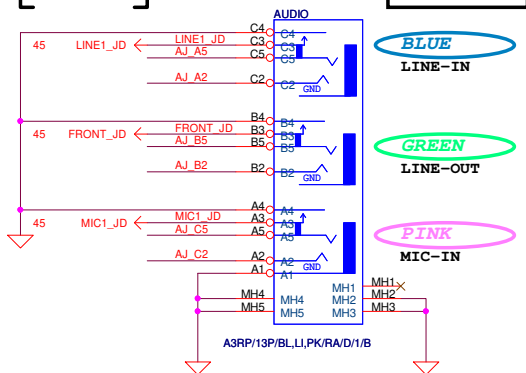 AUDIO
C4 C4
45 LINE1_JD LINE1_JD C3 C3
AJ_A5 C5 C5
AJ_A2 C2 C2
GND
BLUE
LINE-IN
B4 B4
45 FRONT_JD FRONT_JD B3 B3
AJ_B5 B5 B5
AJ_B2 B2 B2
GND
GREEN
LINE-OUT
A4 A4
45 MIC1_JD MIC1_JD A3 A3
AJ_C5 A5 A5
AJ_C2 A2 A2
GND
A1 A1
PINK
MIC-IN
MH1 MH1
MH4 MH4 MH2 MH2
MH5 MH5 MH3 MH3
A3RP/13P/BL,LI,PK/RA/D/1/B